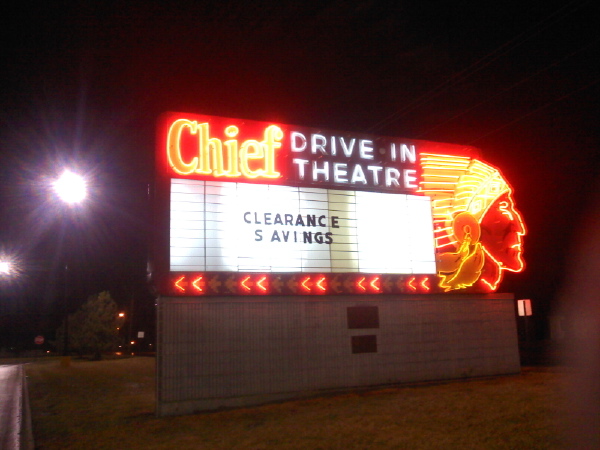 Chief DRIVE-IN
THEATRE
CLEARANCE
SAVINGS